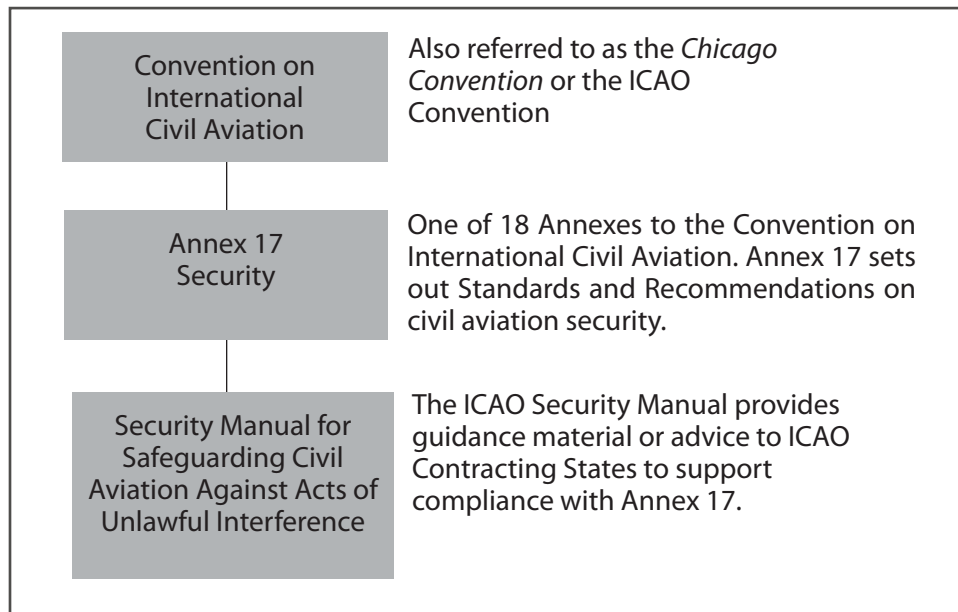 Convention on
International
Civil Aviation
Also referred to as the Chicago
Convention or the ICAO
Convention
Annex 17
Security
One of 18 Annexes to the Convention on
International Civil Aviation. Annex 17 sets
out Standards and Recommendations on
civil aviation security.
Security Manual for
Safeguarding Civil
Aviation Against Acts of
Unlawful Interference
The ICAO Security Manual provides
guidance material or advice to ICAO
Contracting States to support
compliance with Annex 17.